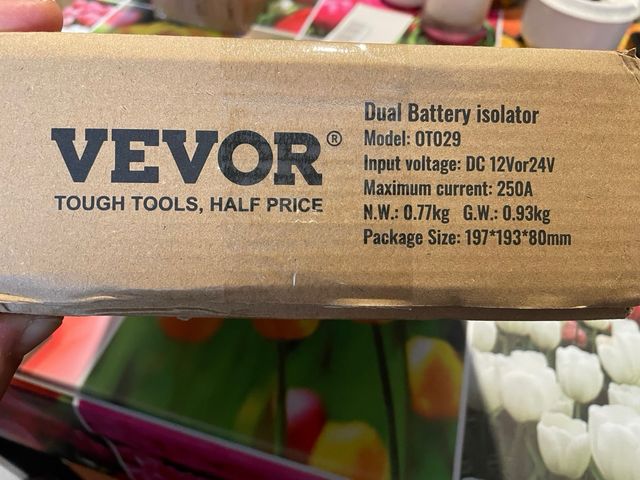 VEVOR®
TOUGH TOOLS, HALF PRICE
Dual Battery isolator
Model: OT029
Input voltage: DC 12Vor24V
Maximum current: 250A
N.W.: 0.77kg G.W.: 0.93kg
Package Size: 197*193*80mm